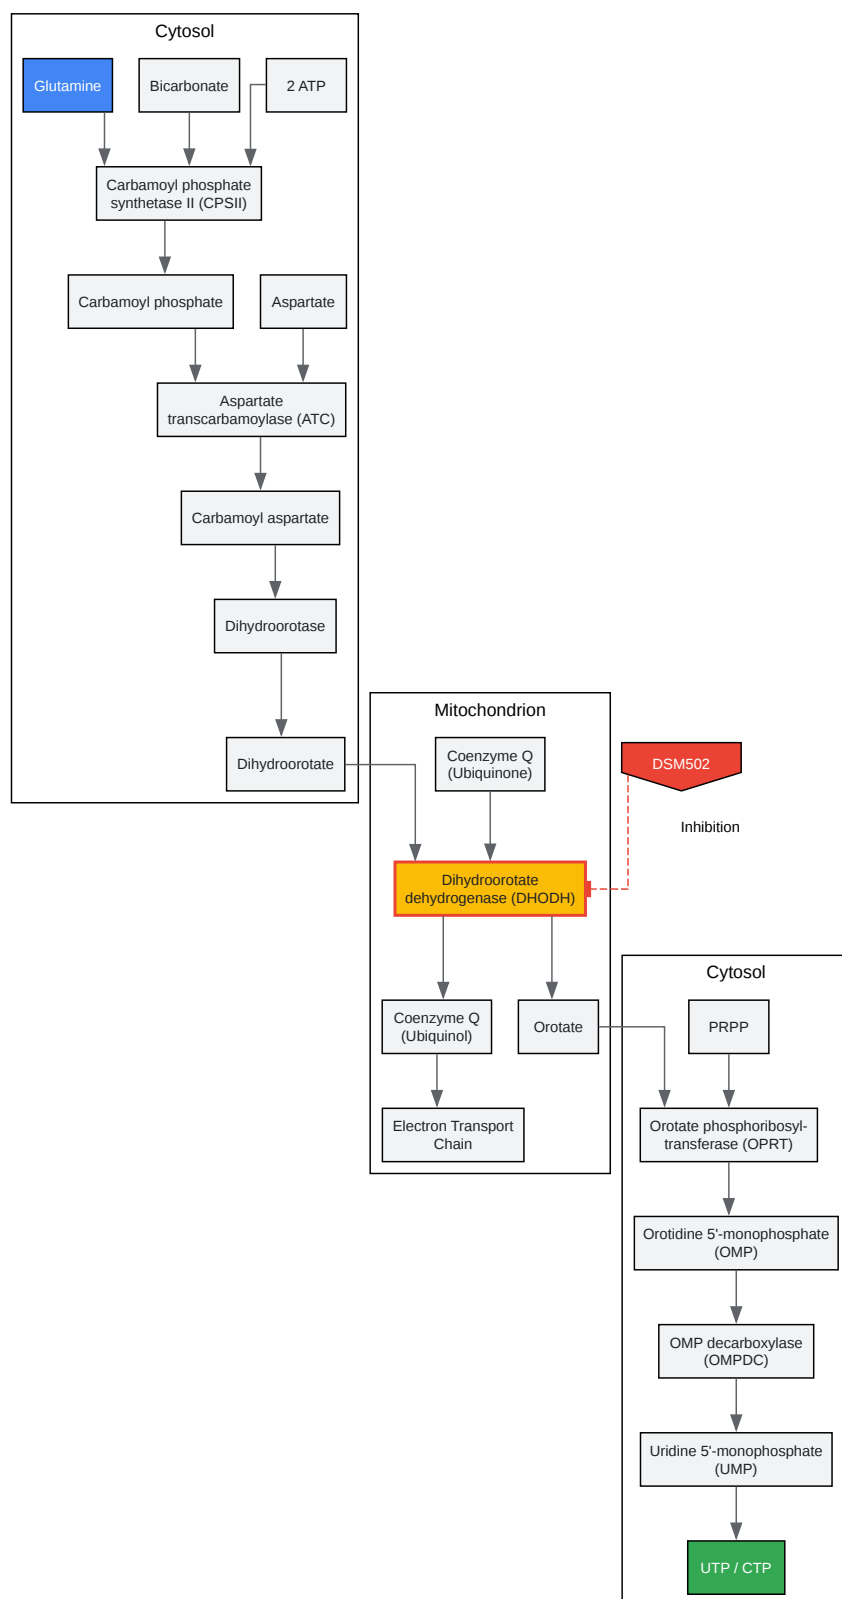 Cytosol
Glutamine
Bicarbonate
2 ATP
Carbamoyl phosphate
synthetase II (CPSII)
Carbamoyl phosphate
Aspartate
Aspartate
transcarbamoylase (ATC)
Carbamoyl aspartate
Dihydroorotase
Dihydroorotate
Mitochondrion
Coenzyme Q
(Ubiquinone)
DSM502
Inhibition
Dihydroorotate
dehydrogenase (DHODH)
Coenzyme Q
(Ubiquinol)
Orotate
Electron Transport
Chain
Cytosol
PRPP
Orotate phosphoribosyl-
transferase (OPRT)
Orotidine 5'-monophosphate
(OMP)
OMP decarboxylase
(OMPDC)
Uridine 5'-monophosphate
(UMP)
UTP / CTP